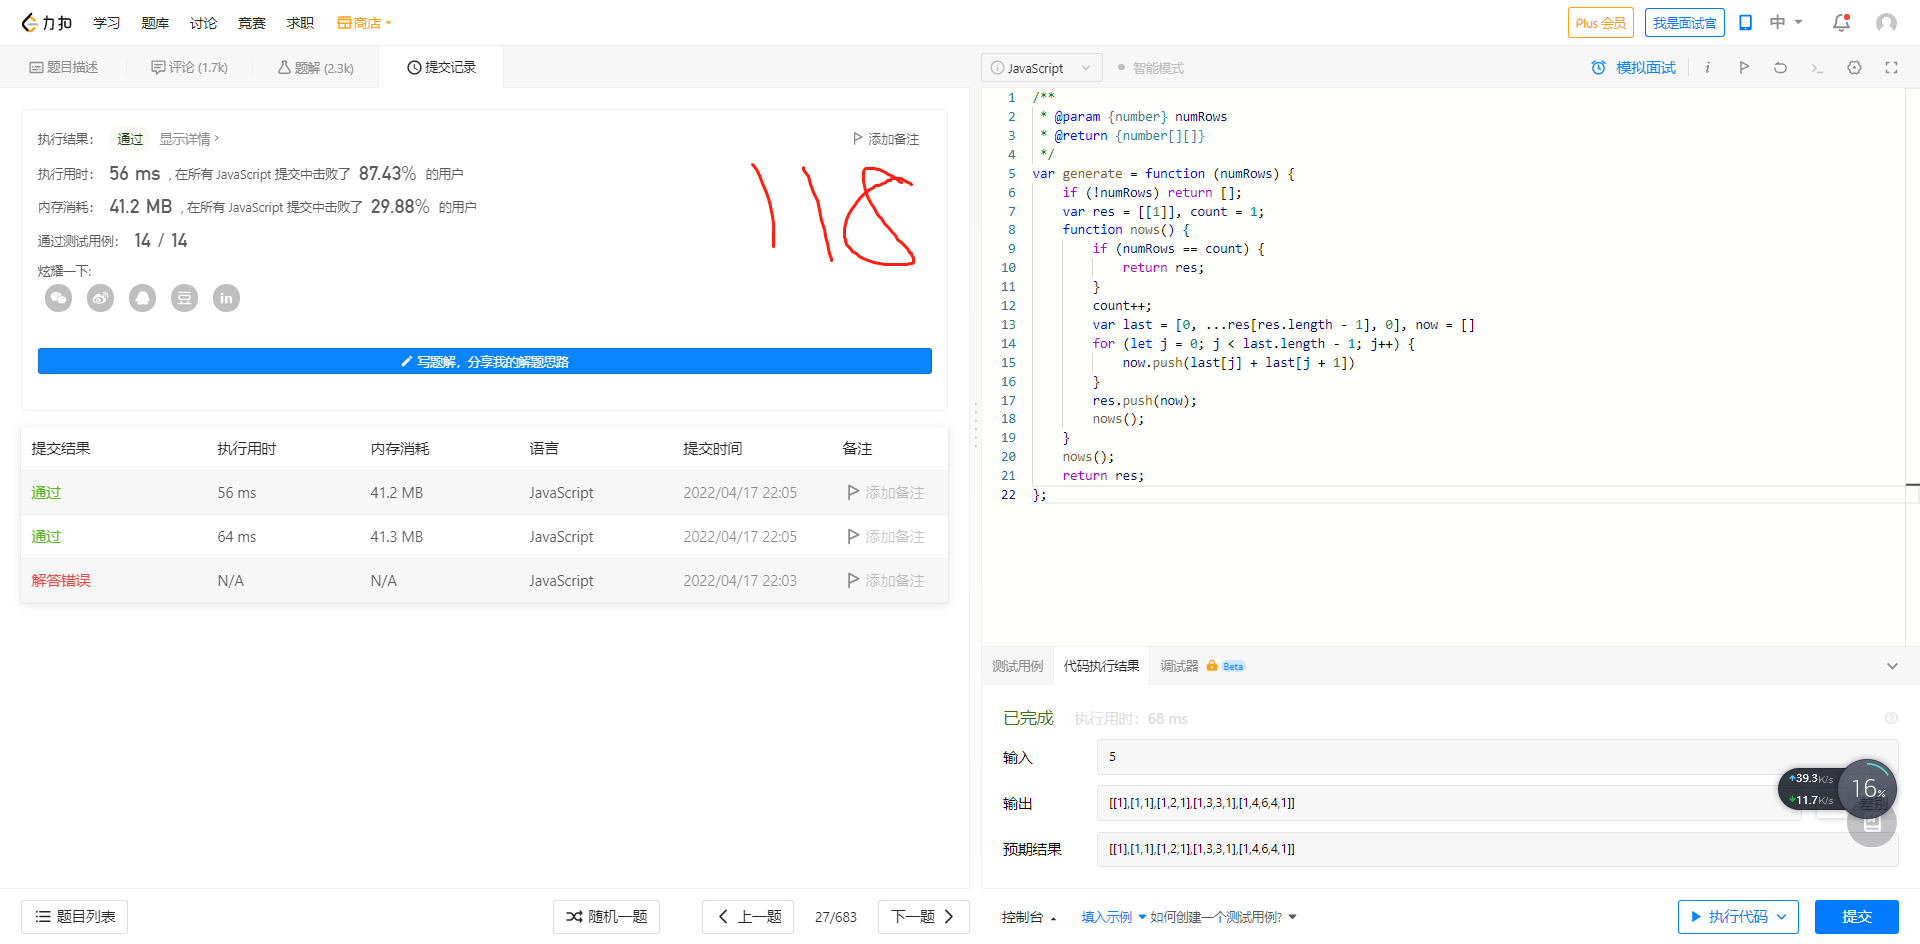 力扣 学习 题库 讨论 竞赛 求职 商店 Plus 会员 我是面试官 中
题目描述 评论 (1.7k) 题解 (2.3k) 提交记录
执行结果： 通过 显示详情 › 添加备注
执行用时： 56 ms , 在所有 JavaScript 提交中击败了 87.43% 的用户
内存消耗： 41.2 MB , 在所有 JavaScript 提交中击败了 29.88% 的用户
通过测试用例： 14 / 14
炫耀一下:
豆 in
118
写题解，分享我的解题思路
提交结果 执行用时 内存消耗 语言 提交时间 备注
通过 56 ms 41.2 MB JavaScript 2022/04/17 22:05 添加备注
通过 64 ms 41.3 MB JavaScript 2022/04/17 22:05 添加备注
解答错误 N/A N/A JavaScript 2022/04/17 22:03 添加备注
题目列表 随机一题 上一题 27/683 下一题
JavaScript 智能模式 模拟面试
1 /**
2  * @param {number} numRows
3  * @return {number[][]}
4  */
5 var generate = function (numRows) {
6     if (!numRows) return [];
7     var res = [[1]], count = 1;
8     function nows() {
9         if (numRows == count) {
10             return res;
11         }
12         count++;
13         var last = [0, ...res[res.length - 1], 0], now = []
14         for (let j = 0; j < last.length - 1; j++) {
15             now.push(last[j] + last[j + 1])
16         }
17         res.push(now);
18         nows();
19     }
20     nows();
21     return res;
22 };
测试用例 代码执行结果 调试器 Beta
已完成 执行用时： 68 ms
输入 5
输出 [[1],[1,1],[1,2,1],[1,3,3,1],[1,4,6,4,1]]
差别
预期结果 [[1],[1,1],[1,2,1],[1,3,3,1],[1,4,6,4,1]]
↑39.3K/s
↓11.7K/s
16%
控制台 填入示例 如何创建一个测试用例? 执行代码 提交